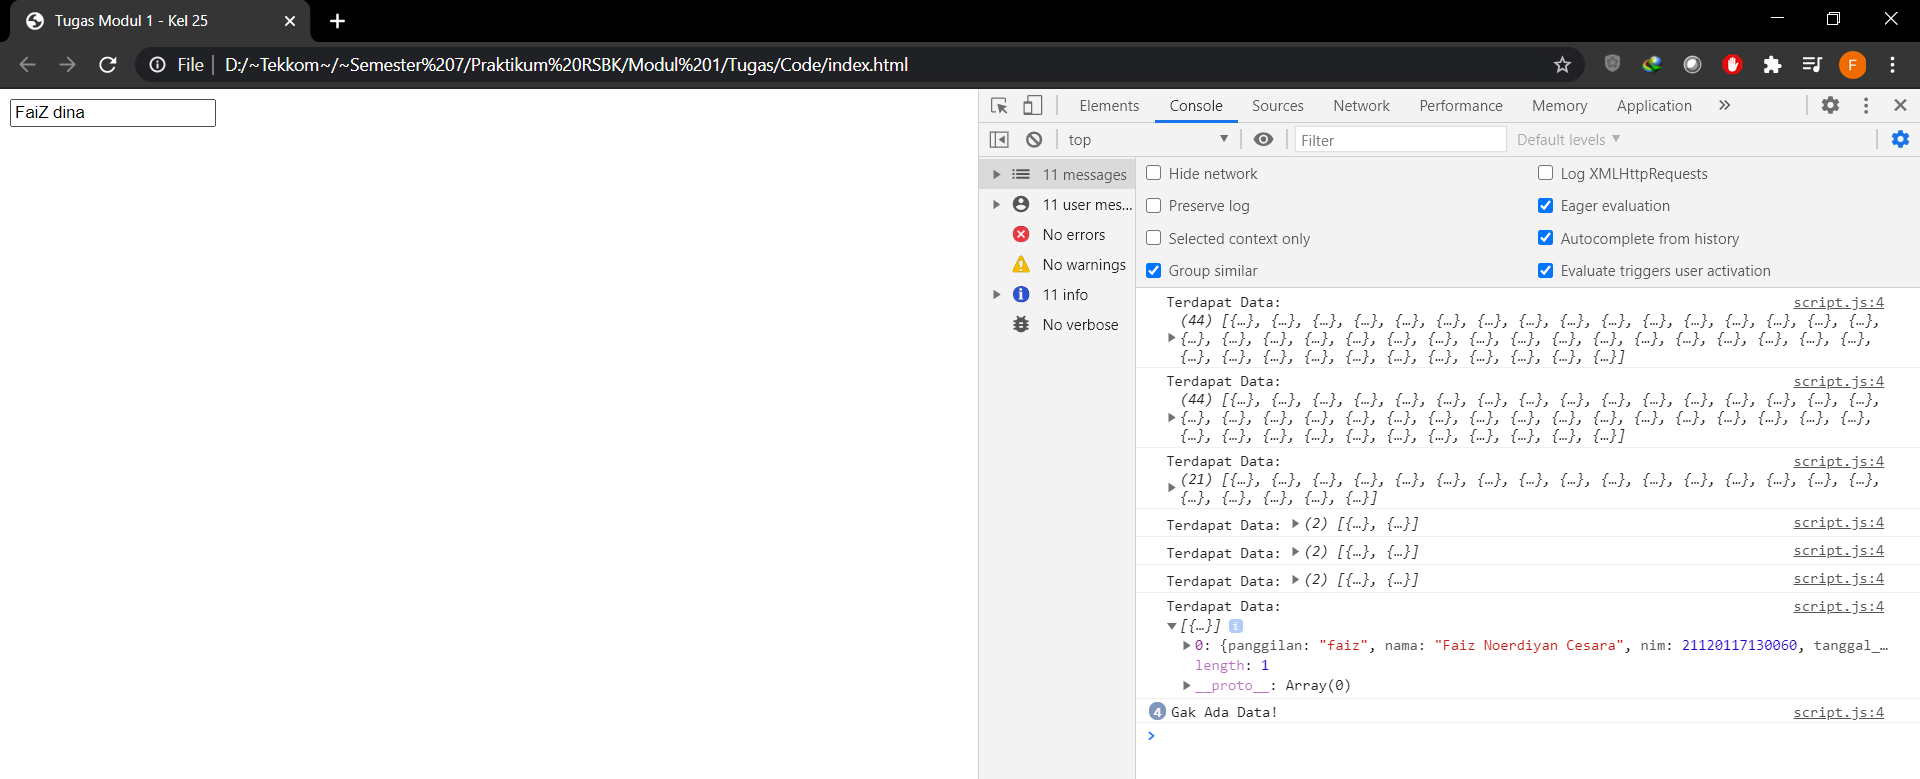 Tugas Modul 1 - Kel 25
File | D:/~Tekkom~/~Semester%207/Praktikum%20RSBK/Modul%201/Tugas/Code/index.html
F
FaiZ dina
Elements Console Sources Network Performance Memory Application »
top Filter Default levels
11 messages
11 user mes...
No errors
No warnings
11 info
No verbose
Hide network Log XMLHttpRequests
Preserve log Eager evaluation
Selected context only Autocomplete from history
Group similar Evaluate triggers user activation
Terdapat Data: script.js:4
(44) [{…}, {…}, {…}, {…}, {…}, {…}, {…}, {…}, {…}, {…}, {…}, {…}, {…}, {…}, {…}, {…},
{…}, {…}, {…}, {…}, {…}, {…}, {…}, {…}, {…}, {…}, {…}, {…}, {…}, {…}, {…}, {…}, {…},
{…}, {…}, {…}, {…}, {…}, {…}, {…}, {…}, {…}, {…}, {…}]
Terdapat Data: script.js:4
(44) [{…}, {…}, {…}, {…}, {…}, {…}, {…}, {…}, {…}, {…}, {…}, {…}, {…}, {…}, {…}, {…},
{…}, {…}, {…}, {…}, {…}, {…}, {…}, {…}, {…}, {…}, {…}, {…}, {…}, {…}, {…}, {…}, {…},
{…}, {…}, {…}, {…}, {…}, {…}, {…}, {…}, {…}, {…}, {…}]
Terdapat Data: script.js:4
(21) [{…}, {…}, {…}, {…}, {…}, {…}, {…}, {…}, {…}, {…}, {…}, {…}, {…}, {…}, {…}, {…},
{…}, {…}, {…}, {…}, {…}]
Terdapat Data: (2) [{…}, {…}] script.js:4
Terdapat Data: (2) [{…}, {…}] script.js:4
Terdapat Data: (2) [{…}, {…}] script.js:4
Terdapat Data: script.js:4
[{…}] i
0: {panggilan: "faiz", nama: "Faiz Noerdiyan Cesara", nim: 21120117130060, tanggal_…
length: 1
__proto__: Array(0)
4 Gak Ada Data! script.js:4
>